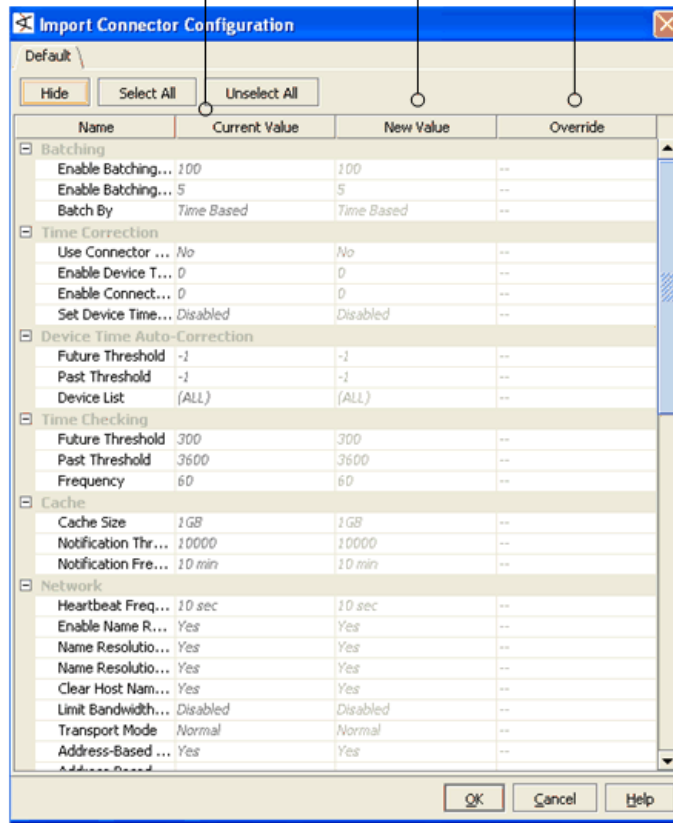 Import Connector Configuration
Default
Hide Select All Unselect All
Name Current Value New Value Override
Batching
Enable Batching... 100 100 --
Enable Batching... 5 5 --
Batch By Time Based Time Based --
Time Correction
Use Connector ... No No --
Enable Device T... 0 0 --
Enable Connect... 0 0 --
Set Device Time... Disabled Disabled --
Device Time Auto-Correction
Future Threshold -1 -1 --
Past Threshold -1 -1 --
Device List (ALL) (ALL) --
Time Checking
Future Threshold 300 300 --
Past Threshold 3600 3600 --
Frequency 60 60 --
Cache
Cache Size 1GB 1GB --
Notification Thr... 10000 10000 --
Notification Fre... 10 min 10 min --
Network
Heartbeat Freq... 10 sec 10 sec --
Enable Name R... Yes Yes --
Name Resolutio... Yes Yes --
Name Resolutio... Yes Yes --
Clear Host Nam... Yes Yes --
Limit Bandwidth... Disabled Disabled --
Transport Mode Normal Normal --
Address-Based ... Yes Yes --
OK Cancel Help